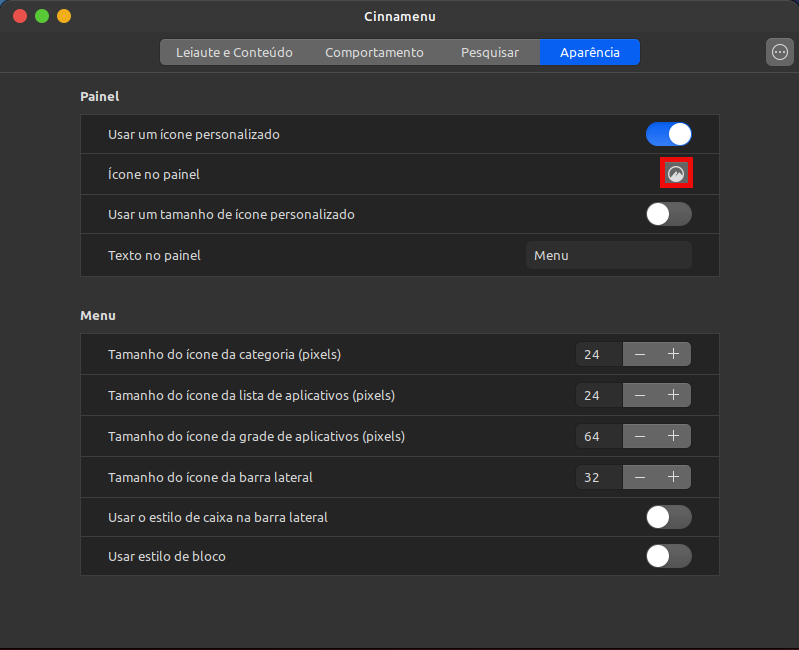 Cinnamenu
Leiaute e Conteúdo Comportamento Pesquisar Aparência
Painel
Usar um ícone personalizado
Ícone no painel
Usar um tamanho de ícone personalizado
Texto no painel Menu
Menu
Tamanho do ícone da categoria (pixels) 24 − +
Tamanho do ícone da lista de aplicativos (pixels) 24 − +
Tamanho do ícone da grade de aplicativos (pixels) 64 − +
Tamanho do ícone da barra lateral 32 − +
Usar o estilo de caixa na barra lateral
Usar estilo de bloco